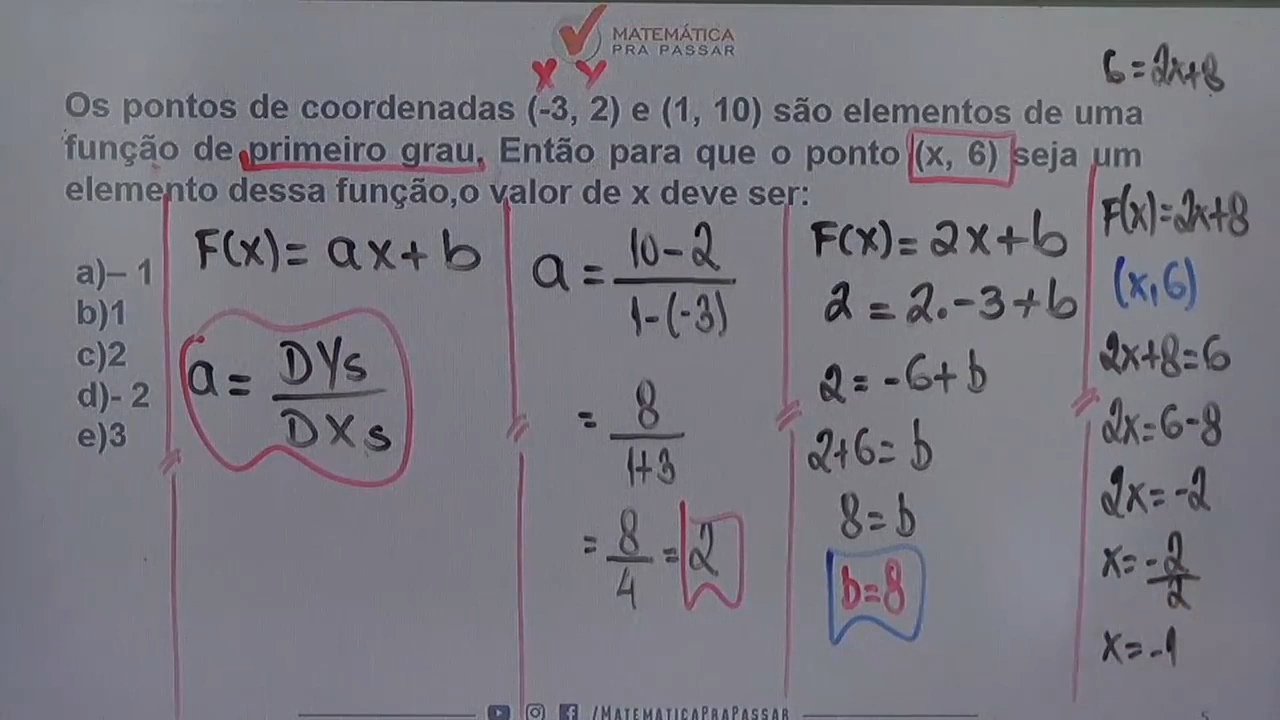 MATEMÁTICA
PRA PASSAR
X Y
6=2x+8
Os pontos de coordenadas (-3, 2) e (1, 10) são elementos de uma
função de primeiro grau. Então para que o ponto (x, 6) seja um
elemento dessa função,o valor de x deve ser:
a)– 1
b)1
c)2
d)- 2
e)3
F(x)= ax+b
a= DYs/DXs
a= 10-2/1-(-3)
= 8/1+3
= 8/4 = 2
F(x)= 2x+b
2 = 2.-3+b
2=-6+b
2+6=b
8=b
b=8
F(x)=2x+8
(x,6)
2x+8=6
2x=6-8
2x=-2
x=-2/2
x=-1
/MATEMATICAPRAPASSAR